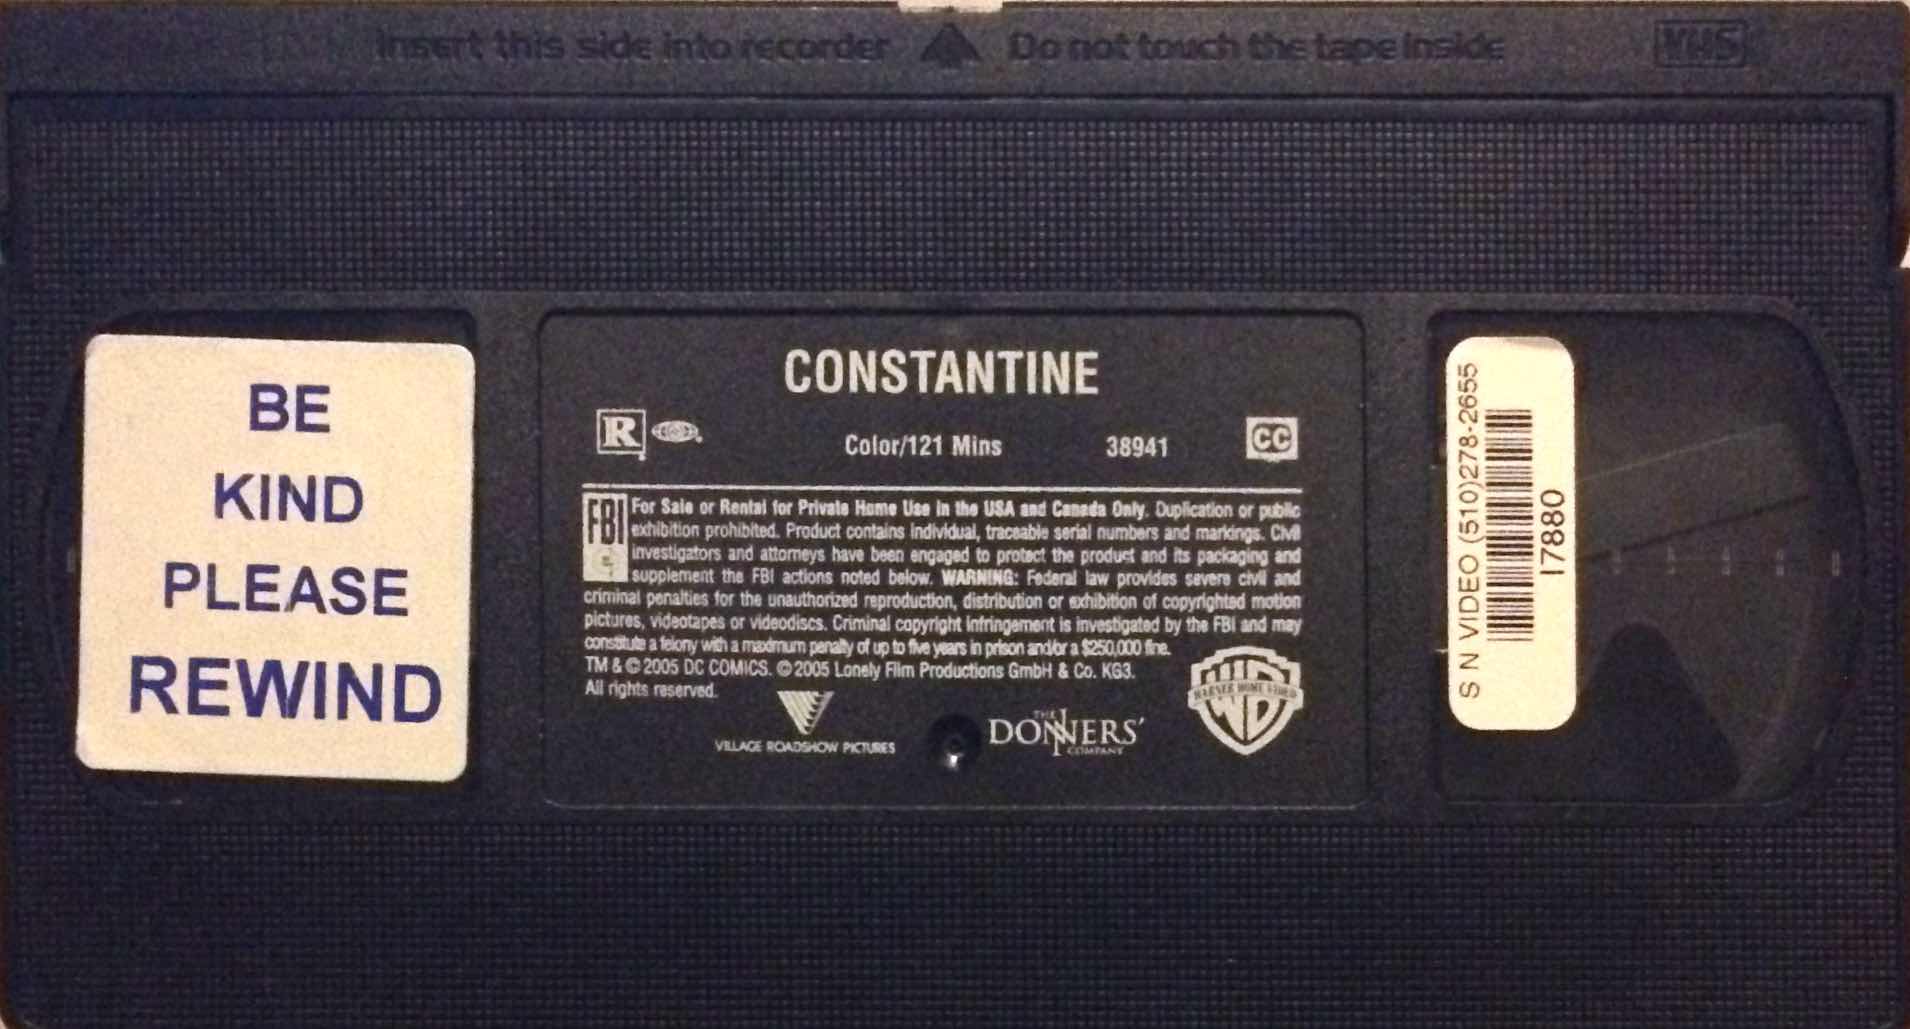 Insert this side into recorder Do not touch the tape inside VHS
BE
KIND
PLEASE
REWIND
CONSTANTINE
R
Color/121 Mins 38941 CC
FBI
For Sale or Rental for Private Home Use in the USA and Canada Only. Duplication or public
exhibition prohibited. Product contains individual, traceable serial numbers and markings. Civil
investigators and attorneys have been engaged to protect the product and its packaging and
supplement the FBI actions noted below. WARNING: Federal law provides severe civil and
criminal penalties for the unauthorized reproduction, distribution or exhibition of copyrighted motion
pictures, videotapes or videodiscs. Criminal copyright infringement is investigated by the FBI and may
constitute a felony with a maximum penalty of up to five years in prison and/or a $250,000 fine.
TM & © 2005 DC COMICS. © 2005 Lonely Film Productions GmbH & Co. KG3.
All rights reserved.
VILLAGE ROADSHOW PICTURES
THE
DONNERS'
COMPANY
WB
WARNER HOME VIDEO
S N VIDEO (510)278-2655
17880